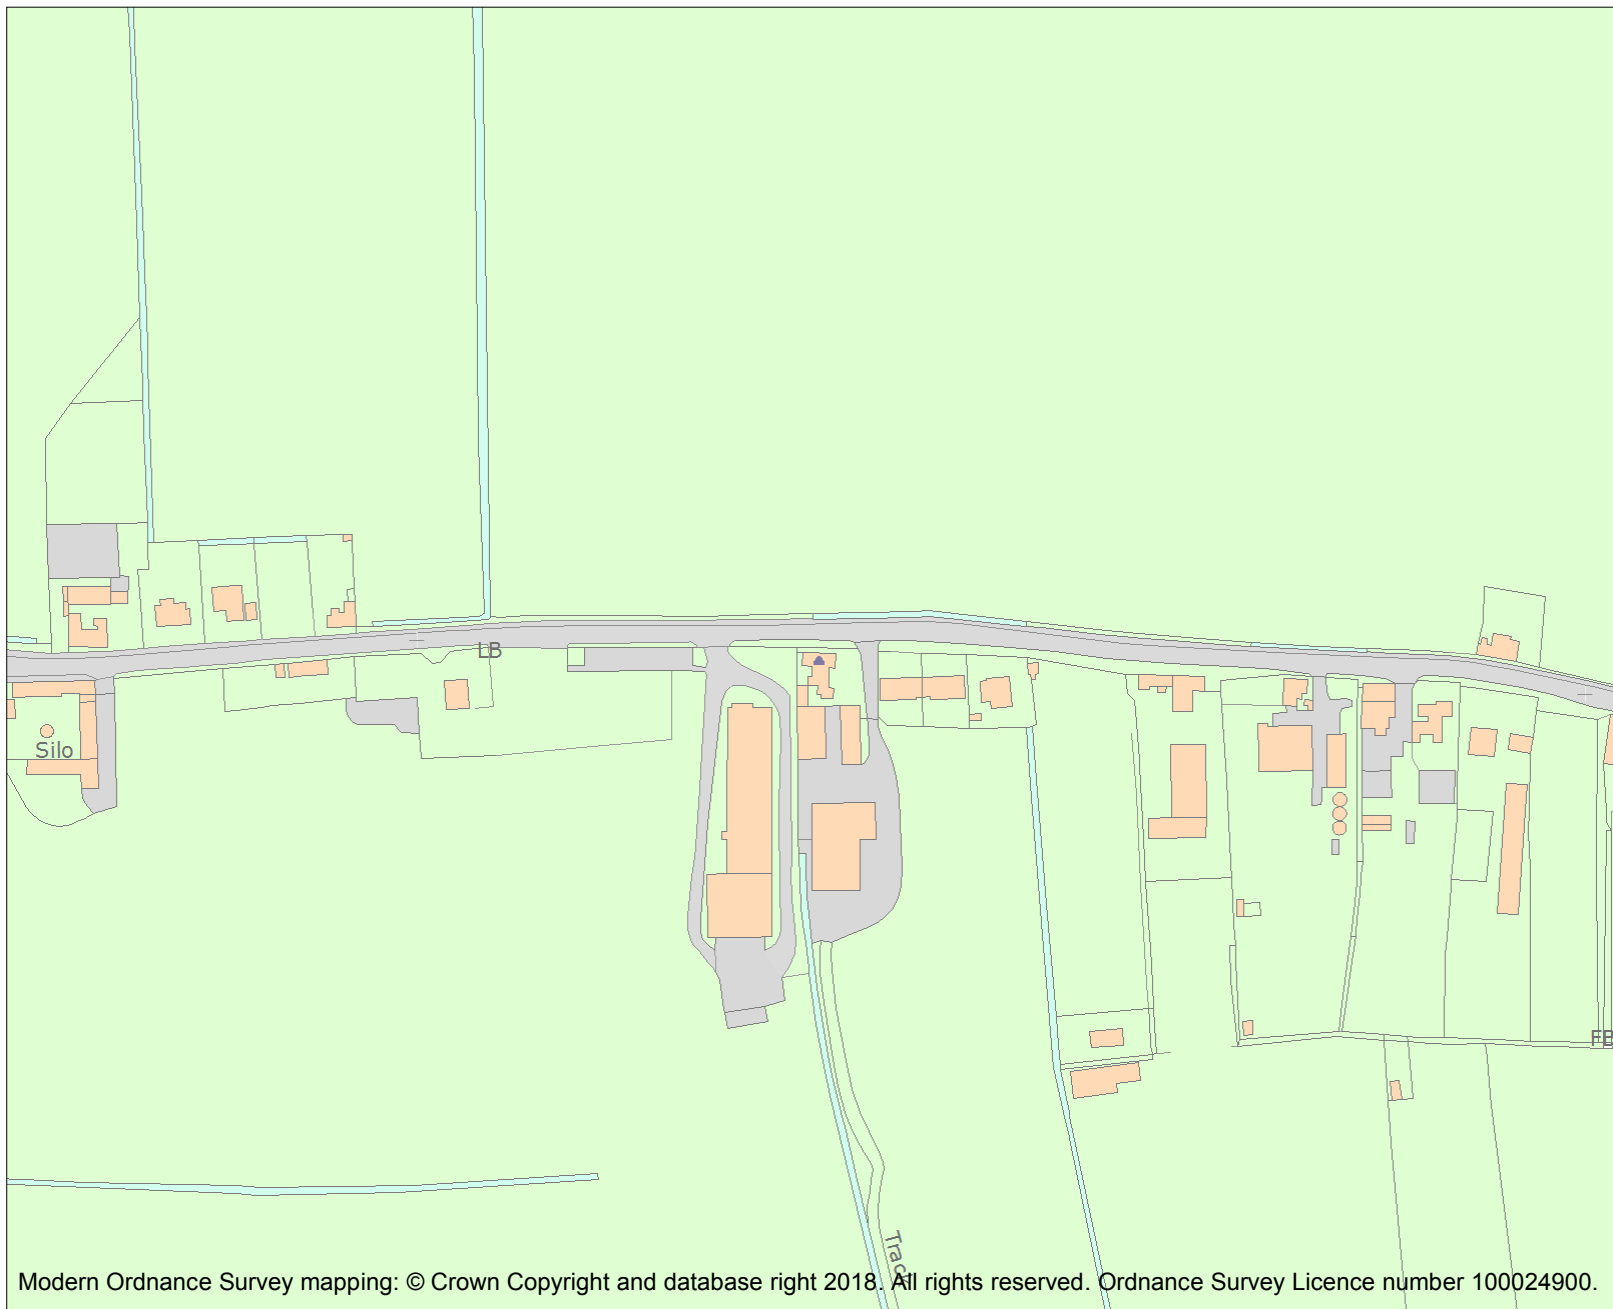 LB
Silo
FB
Track
Modern Ordnance Survey mapping: © Crown Copyright and database right 2018. All rights reserved. Ordnance Survey Licence number 100024900.